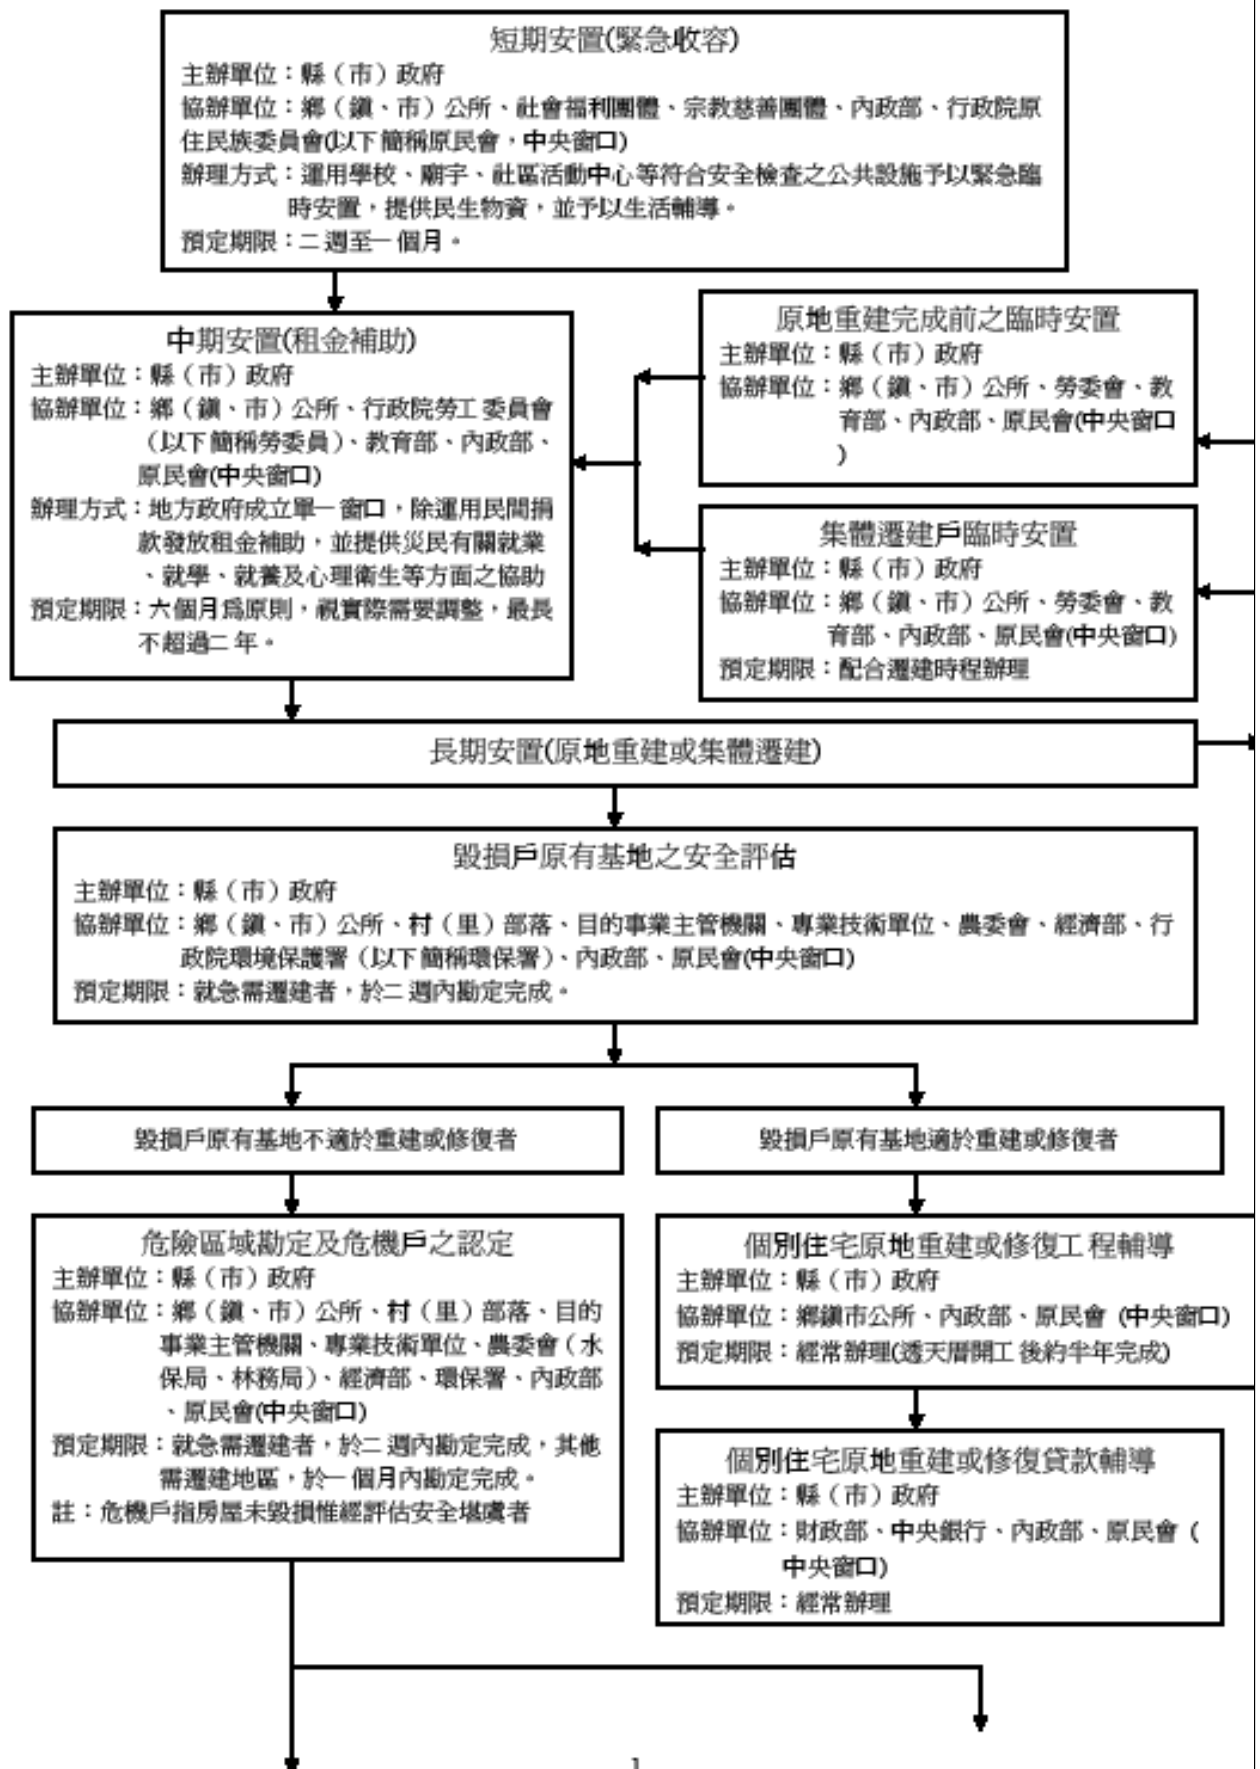 短期安置(緊急收容)
主辦單位：縣（市）政府
協辦單位：鄉（鎮、市）公所、社會福利團體、宗教慈善團體、內政部、行政院原
住民族委員會(以下簡稱原民會，中央窗口)
辦理方式：運用學校、廟宇、社區活動中心等符合安全檢查之公共設施予以緊急臨
時安置，提供民生物資，並予以生活輔導。
預定期限：二週至一個月。
中期安置(租金補助)
主辦單位：縣（市）政府
協辦單位：鄉（鎮、市）公所、行政院勞工委員會
（以下簡稱勞委員）、教育部、內政部、
原民會(中央窗口)
辦理方式：地方政府成立單一窗口，除運用民間捐
款發放租金補助，並提供災民有關就業
、就學、就養及心理衛生等方面之協助
預定期限：六個月為原則，視實際需要調整，最長
不超過二年。
原地重建完成前之臨時安置
主辦單位：縣（市）政府
協辦單位：鄉（鎮、市）公所、勞委會、教
育部、內政部、原民會(中央窗口
)
集體遷建戶臨時安置
主辦單位：縣（市）政府
協辦單位：鄉（鎮、市）公所、勞委會、教
育部、內政部、原民會(中央窗口)
預定期限：配合遷建時程辦理
長期安置(原地重建或集體遷建)
毀損戶原有基地之安全評估
主辦單位：縣（市）政府
協辦單位：鄉（鎮、市）公所、村（里）部落、目的事業主管機關、專業技術單位、農委會、經濟部、行
政院環境保護署（以下簡稱環保署）、內政部、原民會(中央窗口)
預定期限：就急需遷建者，於二週內勘定完成。
毀損戶原有基地不適於重建或修復者
毀損戶原有基地適於重建或修復者
危險區域勘定及危機戶之認定
主辦單位：縣（市）政府
協辦單位：鄉（鎮、市）公所、村（里）部落、目的
事業主管機關、專業技術單位、農委會（水
保局、林務局）、經濟部、環保署、內政部
、原民會(中央窗口)
預定期限：就急需遷建者，於二週內勘定完成，其他
需遷建地區，於一個月內勘定完成。
註：危機戶指房屋未毀損惟經評估安全堪虞者
個別住宅原地重建或修復工程輔導
主辦單位：縣（市）政府
協辦單位：鄉鎮市公所、內政部、原民會 (中央窗口)
預定期限：經常辦理(透天厝開工後約半年完成)
個別住宅原地重建或修復貸款輔導
主辦單位：縣（市）政府
協辦單位：財政部、中央銀行、內政部、原民會 (
中央窗口)
預定期限：經常辦理
1